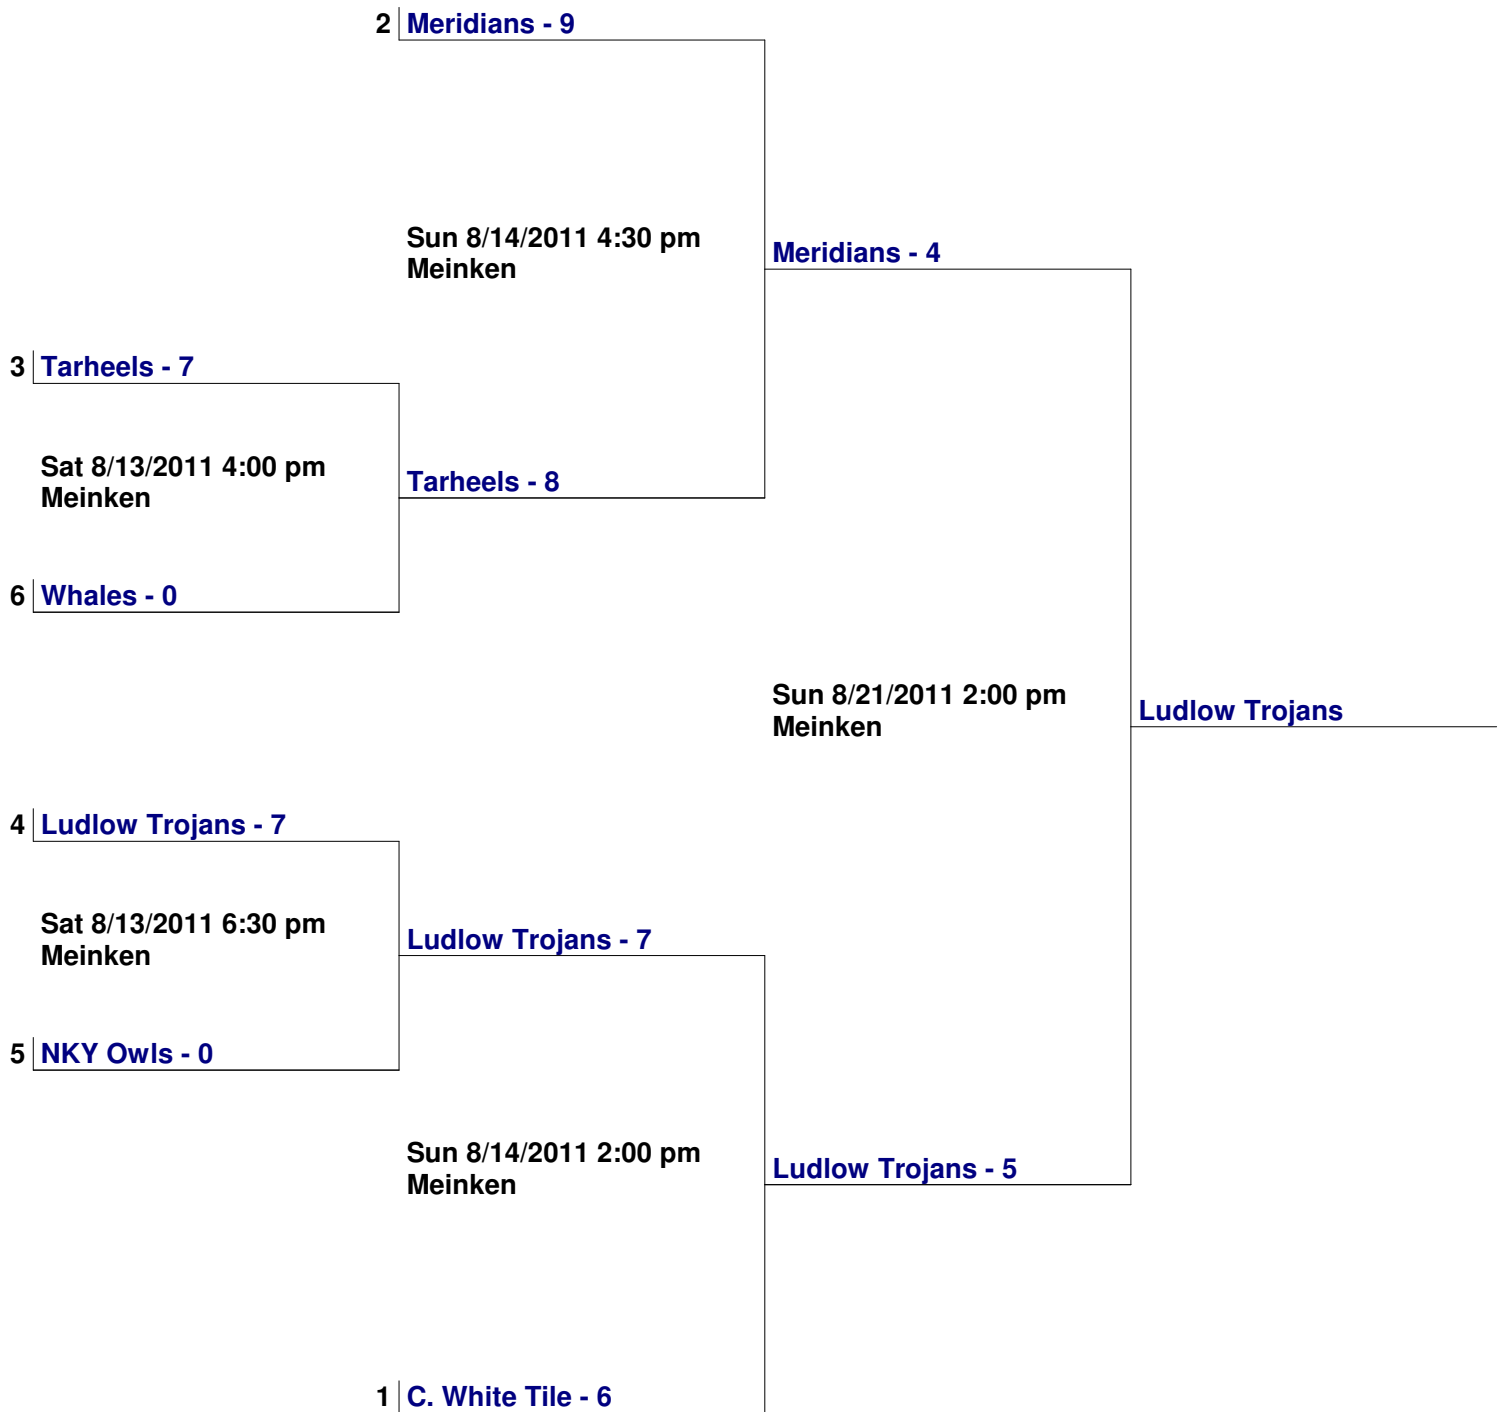 2 Meridians - 9
Sun 8/14/2011 4:30 pm
Meinken
Meridians - 4
3 Tarheels - 7
Sat 8/13/2011 4:00 pm
Meinken
Tarheels - 8
6 Whales - 0
Sun 8/21/2011 2:00 pm
Meinken
Ludlow Trojans
4 Ludlow Trojans - 7
Sat 8/13/2011 6:30 pm
Meinken
Ludlow Trojans - 7
5 NKY Owls - 0
Sun 8/14/2011 2:00 pm
Meinken
Ludlow Trojans - 5
1 C. White Tile - 6